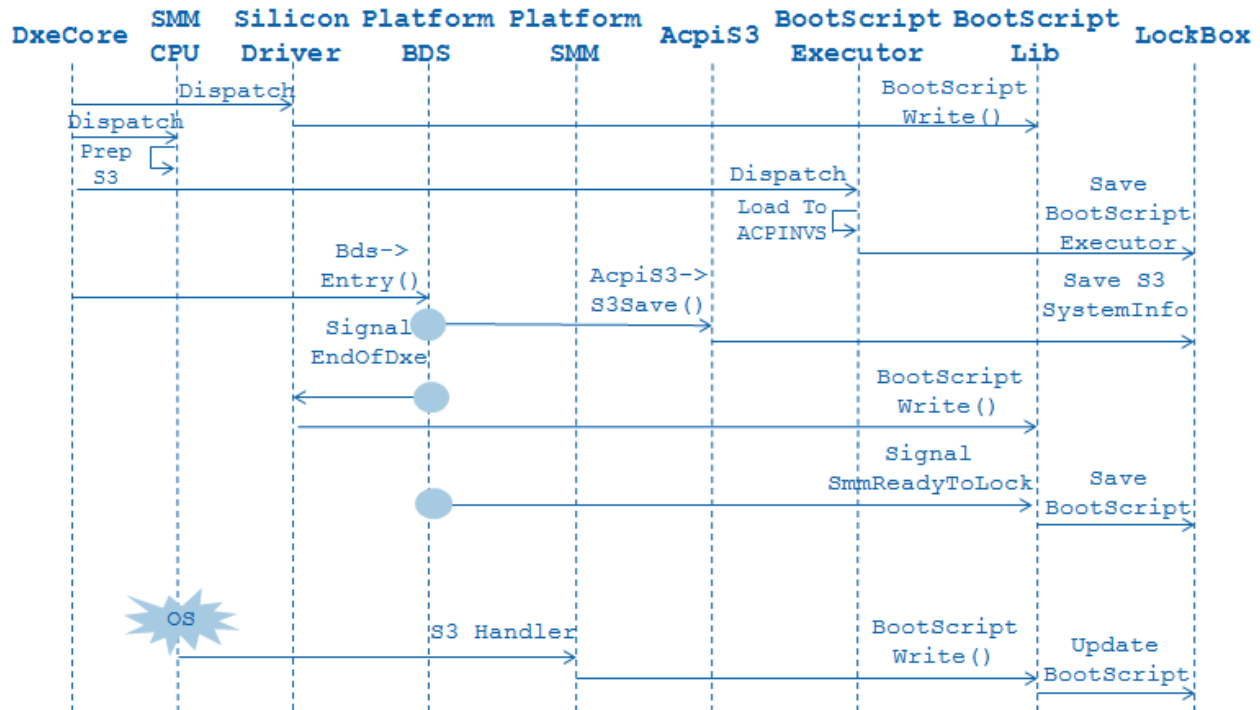 DxeCore
SMM
CPU
Silicon
Driver
Platform
BDS
Platform
SMM
AcpiS3
BootScript
Executor
BootScript
Lib
LockBox
Dispatch
BootScript
Write()
Dispatch
Prep
S3
Dispatch
Load To
ACPINVS
Save
BootScript
Executor
Bds->
Entry()
AcpiS3->
S3Save()
Save S3
SystemInfo
Signal
EndOfDxe
BootScript
Write()
Signal
SmmReadyToLock
Save
BootScript
OS
S3 Handler
BootScript
Write()
Update
BootScript